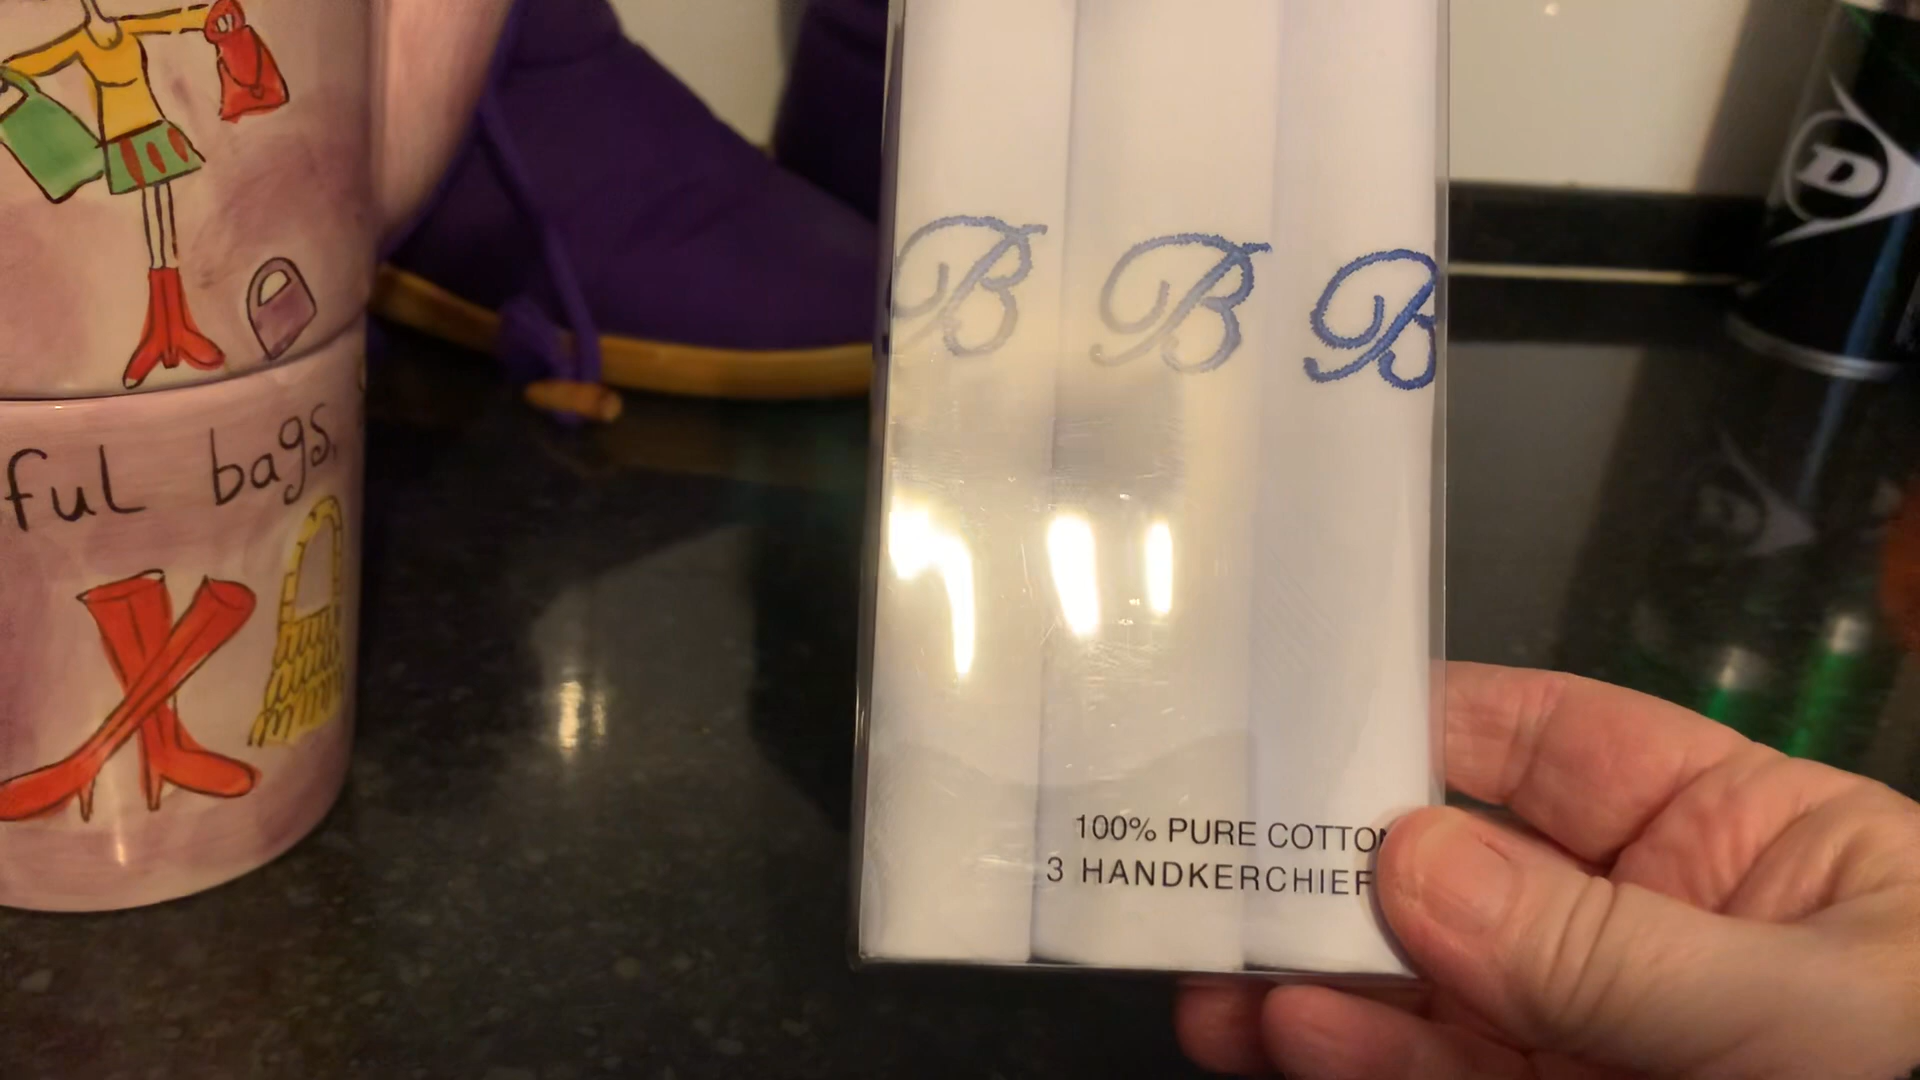 B B B
100% PURE COTTON
3 HANDKERCHIEF
ful bags,
D